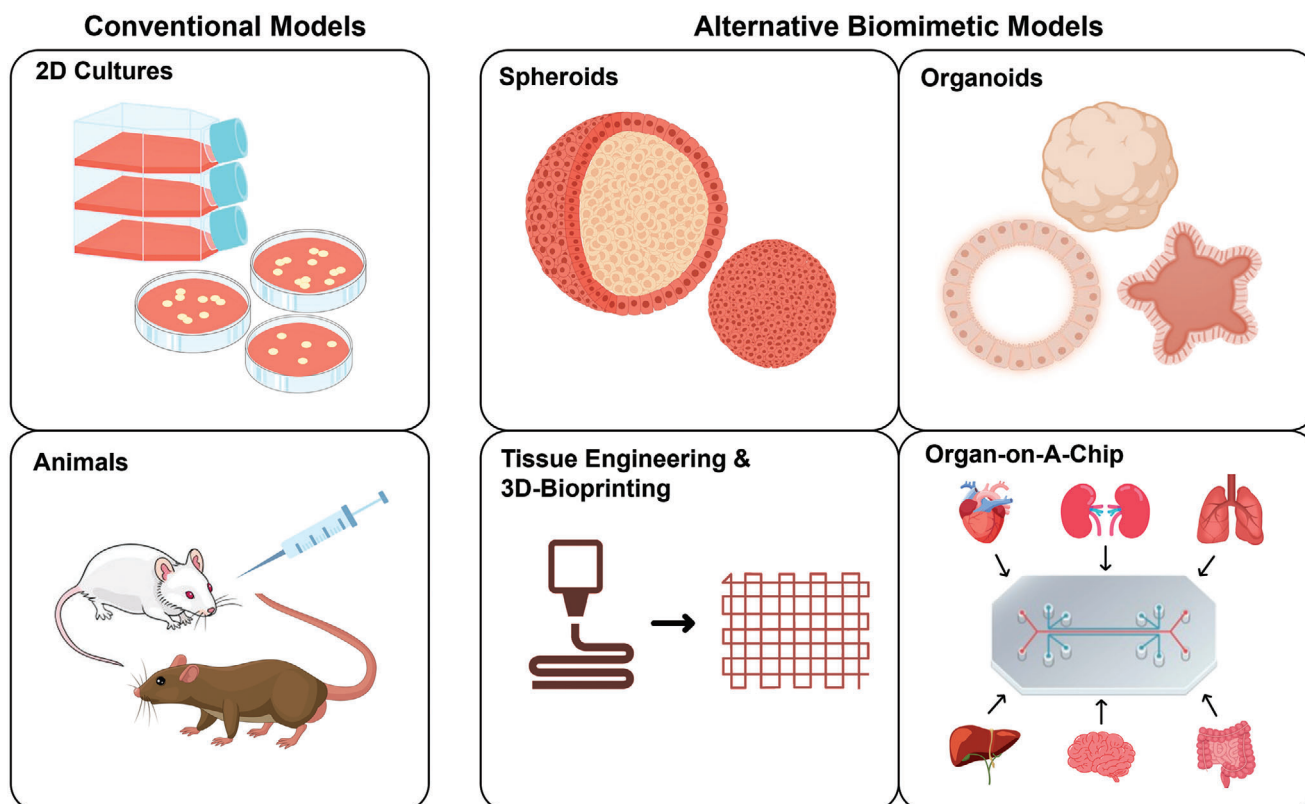 Conventional Models
Alternative Biomimetic Models
2D Cultures
Spheroids
Organoids
Animals
Tissue Engineering &
3D-Bioprinting
Organ-on-A-Chip